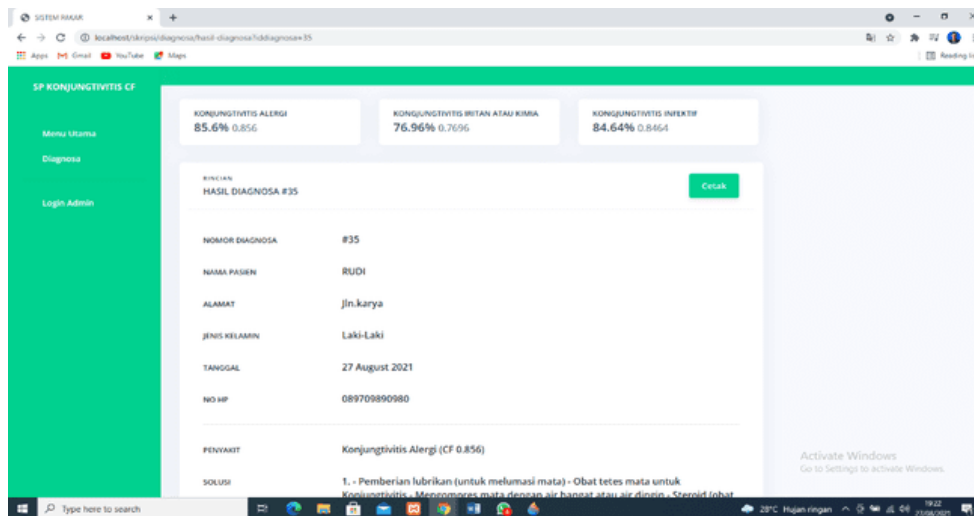 SISTEM PAKAR
localhost/skripsi/diagnosa/hasil-diagnosa?iddiagnosa=35
Apps Gmail YouTube Maps
Reading
SP KONJUNGTIVITIS CF
Menu Utama
Diagnosa
Login Admin
KONJUNGTIVITIS ALERGI
85.6% 0.856
KONGJUNGTIVITIS IRITAN ATAU KIMIA
76.96% 0.7696
KONGJUNGTIVITIS INFEKTIF
84.64% 0.8464
RINCIAN
HASIL DIAGNOSA #35
Cetak
NOMOR DIAGNOSA #35
NAMA PASIEN RUDI
ALAMAT Jln.karya
JENIS KELAMIN Laki-Laki
TANGGAL 27 August 2021
NO HP 089709890980
PENYAKIT Konjungtivitis Alergi (CF 0.856)
SOLUSI 1. - Pemberian lubrikan (untuk melumasi mata) - Obat tetes mata untuk
Konjungtivitis - Mengompres mata dengan air hangat atau air dingin - Steroid (obat
Activate Windows
Go to Settings to activate Windows.
Type here to search
28°C Hujan ringan
19:22